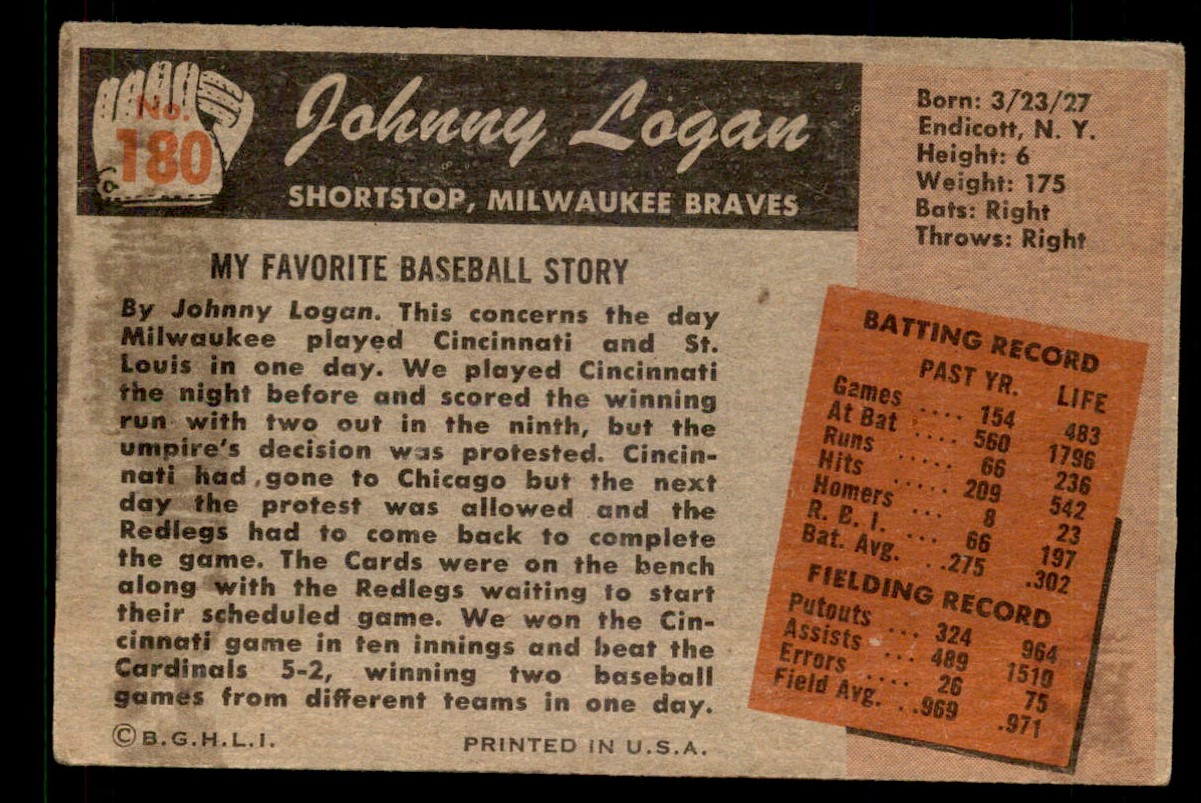 No.
180
Johnny Logan
SHORTSTOP, MILWAUKEE BRAVES
Born: 3/23/27
Endicott, N. Y.
Height: 6
Weight: 175
Bats: Right
Throws: Right
MY FAVORITE BASEBALL STORY
By Johnny Logan. This concerns the day
Milwaukee played Cincinnati and St.
Louis in one day. We played Cincinnati
the night before and scored the winning
run with two out in the ninth, but the
umpire's decision was protested. Cincin-
nati had gone to Chicago but the next
day the protest was allowed and the
Redlegs had to come back to complete
the game. The Cards were on the bench
along with the Redlegs waiting to start
their scheduled game. We won the Cin-
cinnati game in ten innings and beat the
Cardinals 5-2, winning two baseball
games from different teams in one day.
BATTING RECORD
PAST YR. LIFE
Games .... 154 483
At Bat .... 560 1796
Runs ..... 66 236
Hits ..... 209 542
Homers ... 8 23
R. B. I. ... 66 197
Bat. Avg. ..275 .302
FIELDING RECORD
Putouts ... 324 964
Assists ... 489 1510
Errors .... 26 75
Field Avg. ..969 .971
© B.G.H.L.I.
PRINTED IN U.S.A.